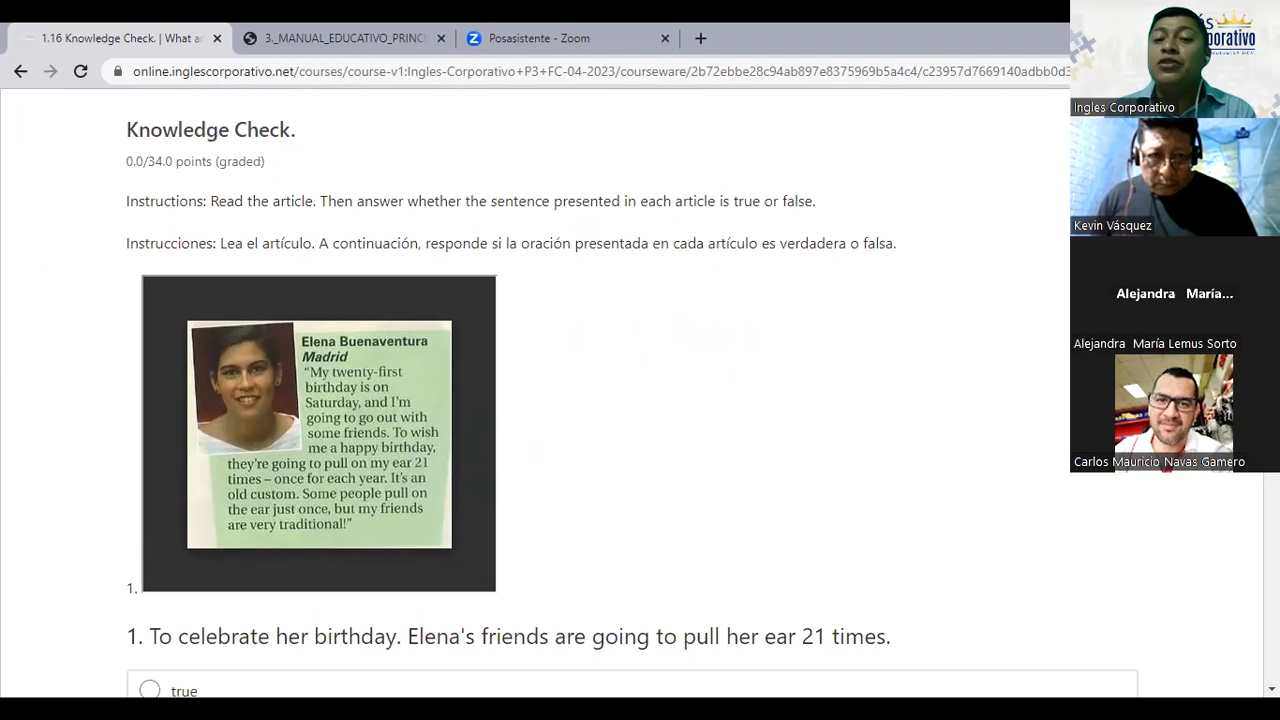 1.16 Knowledge Check. | What a
3._MANUAL_EDUCATIVO_PRINC
Posasistente - Zoom
online.inglescorporativo.net/courses/course-v1:Ingles-Corporativo+P3+FC-04-2023/courseware/2b72ebbe28c94ab897e8375969b5a4c4/c23957d7669140adbb0d3
Knowledge Check.
0.0/34.0 points (graded)
Instructions: Read the article. Then answer whether the sentence presented in each article is true or false.
Instrucciones: Lea el artículo. A continuación, responde si la oración presentada en cada artículo es verdadera o falsa.
Elena Buenaventura
Madrid
"My twenty-first
birthday is on
Saturday, and I'm
going to go out with
some friends. To wish
me a happy birthday,
they're going to pull on my ear 21
times – once for each year. It's an
old custom. Some people pull on
the ear just once, but my friends
are very traditional!"
1.
1. To celebrate her birthday. Elena's friends are going to pull her ear 21 times.
true
Ingles Corporativo
Kevin Vásquez
Alejandra María...
Alejandra María Lemus Sorto
Carlos Mauricio Navas Gamero